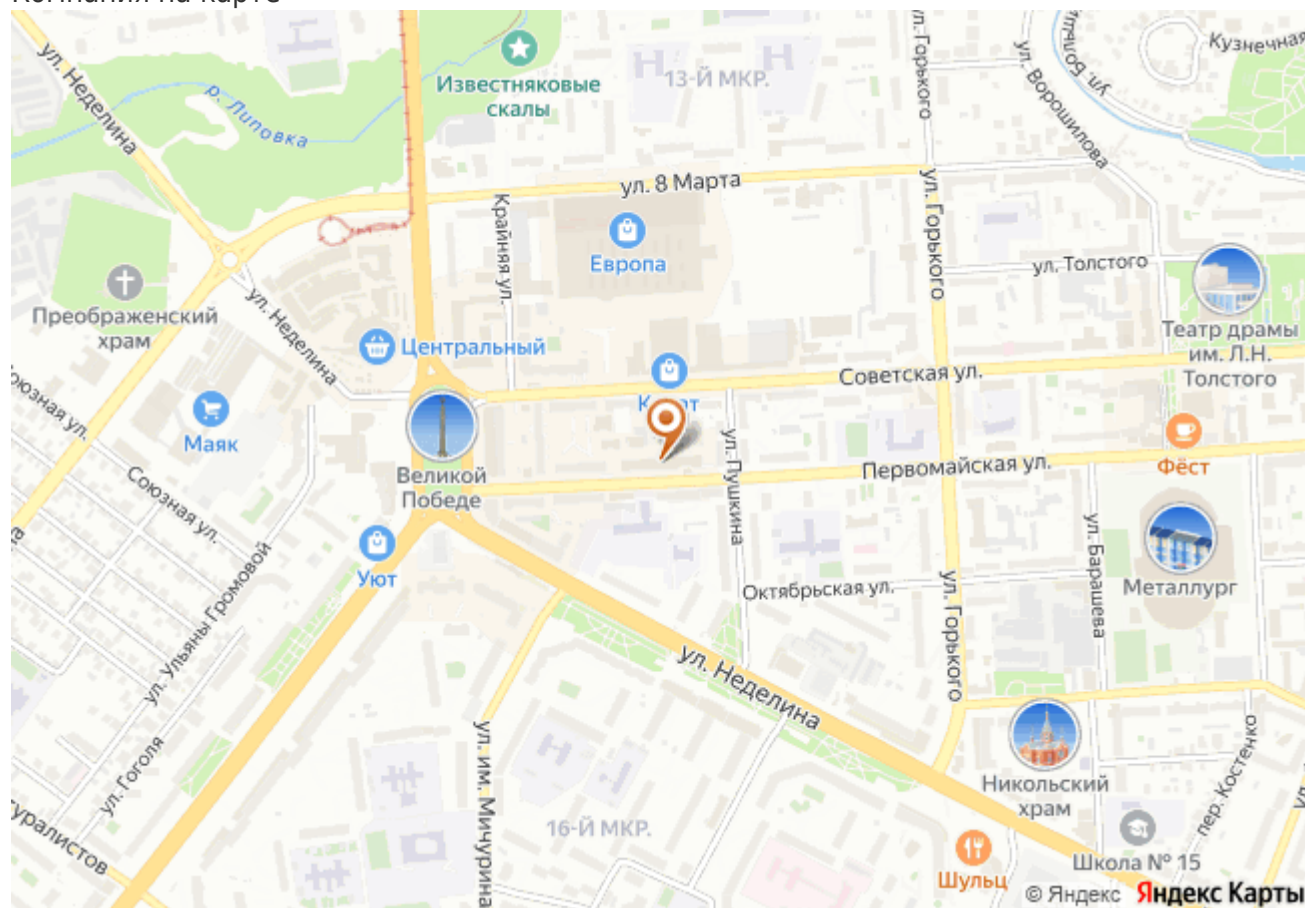 Компания на карте
ул. Неделина
р. Липовка
Известняковые
скалы
13-Й МКР.
ул. Горького
ул. Ворошилова
Кузнечная
ул. 8 Марта
Крайняя ул.
Европа
ул. Горького
ул. Толстого
Преображенский
храм
ул. Неделина
Центральный
Театр драмы
им. Л.Н.
Толстого
Советская ул.
Союзная ул.
Маяк
Великой
Победе
ул. Пушкина
Первомайская ул.
Фёст
Союзная ул.
Уют
ул. Ульяны Громовой
Октябрьская ул.
ул. Барашева
Металлург
ул. Горького
ул. Неделина
ул. Гоголя
ул. им. Мичурина
16-Й МКР.
Никольский
храм
пер. Костенко
Школа № 15
Шульц
© Яндекс Яндекс Карты